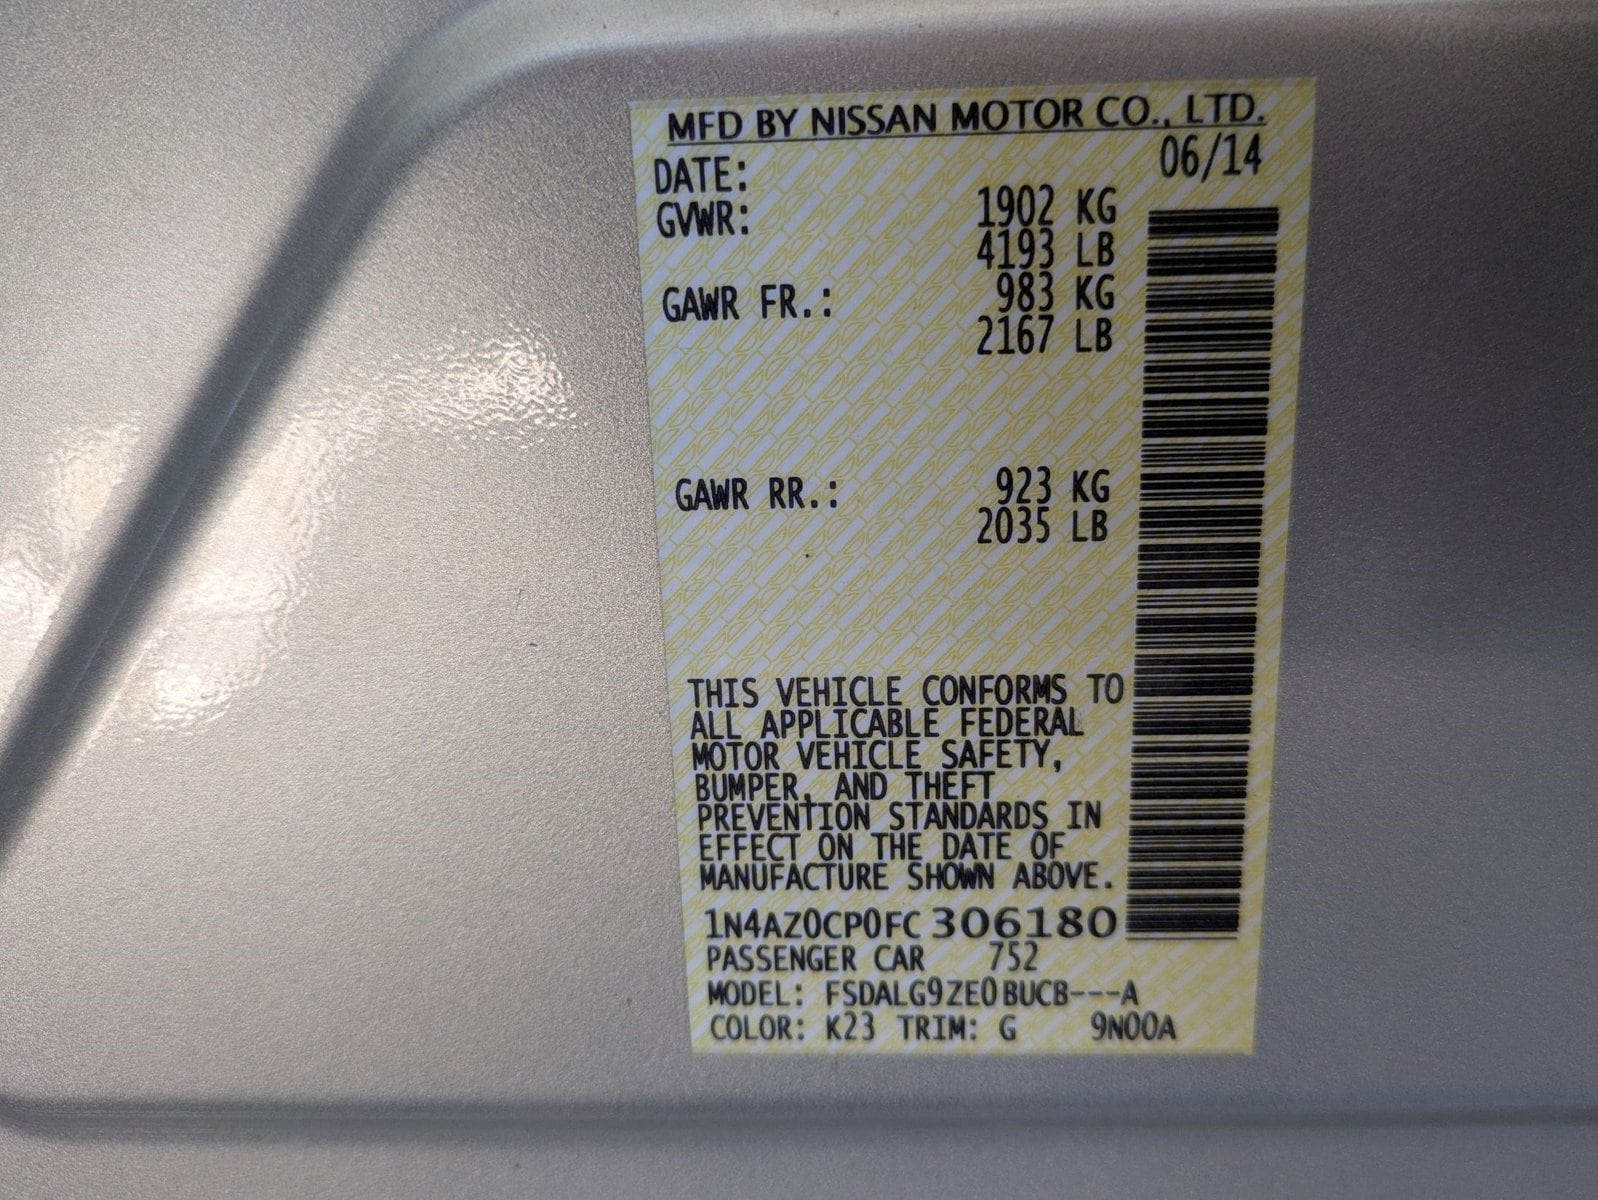 MFD BY NISSAN MOTOR CO., LTD.
DATE: 06/14
GVWR: 1902 KG
4193 LB
GAWR FR.: 983 KG
2167 LB
GAWR RR.: 923 KG
2035 LB
THIS VEHICLE CONFORMS TO
ALL APPLICABLE FEDERAL
MOTOR VEHICLE SAFETY,
BUMPER, AND THEFT
PREVENTION STANDARDS IN
EFFECT ON THE DATE OF
MANUFACTURE SHOWN ABOVE.
1N4AZ0CP0FC306180
PASSENGER CAR 752
MODEL: FSDALG9ZE0BUCB---A
COLOR: K23 TRIM: G 9N00A